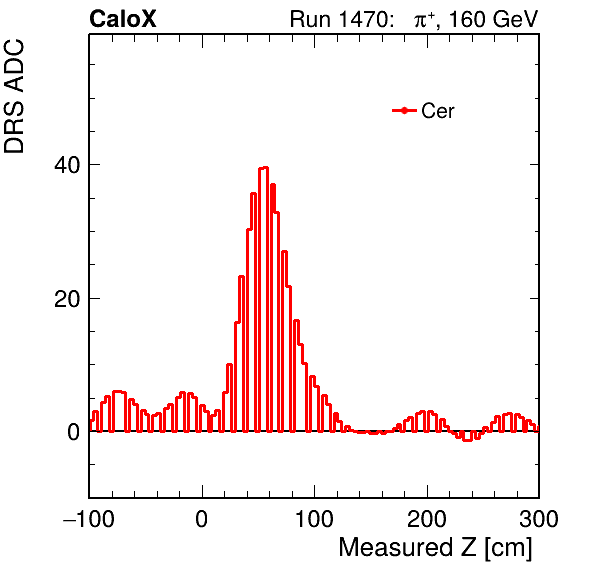 CaloX Run 1470: π⁺, 160 GeV
DRS ADC
Cer
40
20
0
−100 0 100 200 300
Measured Z [cm]